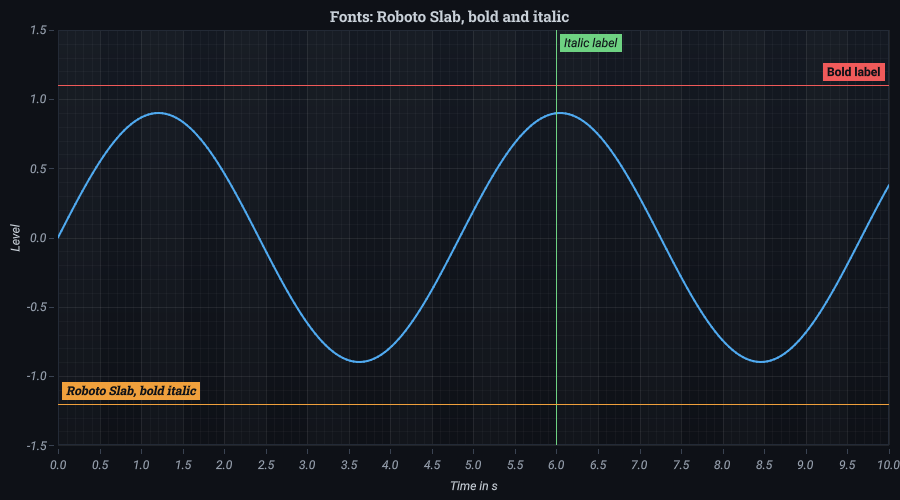 Fonts: Roboto Slab, bold and italic
1.5
Italic label
Bold label
1.0
0.5
0.0
Level
-0.5
-1.0
Roboto Slab, bold italic
-1.5
0.0 0.5 1.0 1.5 2.0 2.5 3.0 3.5 4.0 4.5 5.0 5.5 6.0 6.5 7.0 7.5 8.0 8.5 9.0 9.5 10.0
Time in s